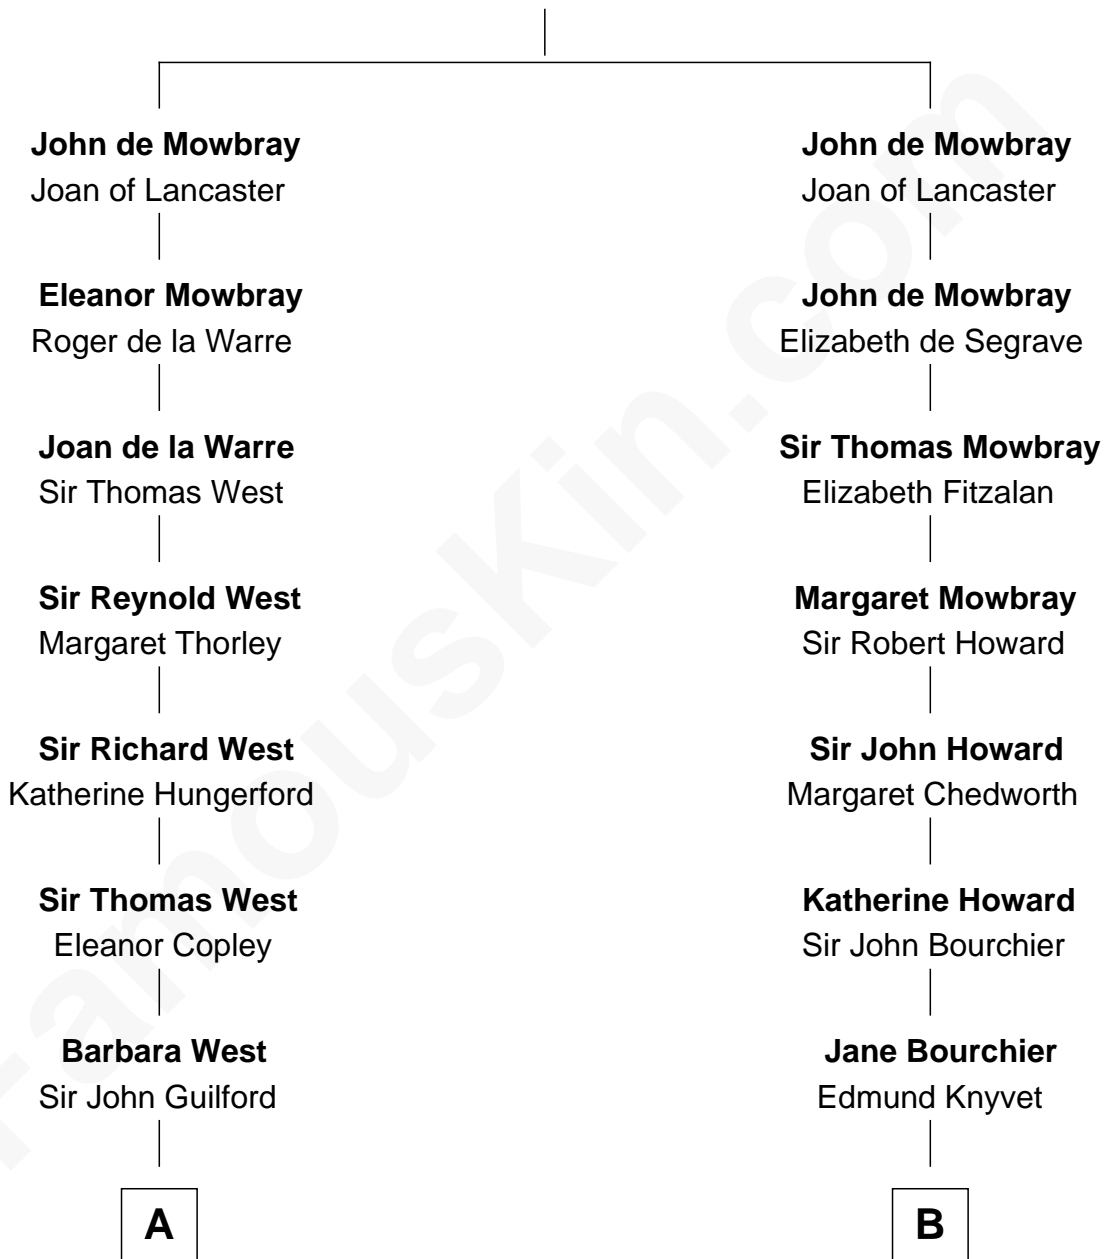 John de Mowbray
Joan of Lancaster
Eleanor Mowbray
Roger de la Warre
Joan de la Warre
Sir Thomas West
Sir Reynold West
Margaret Thorley
Sir Richard West
Katherine Hungerford
Sir Thomas West
Eleanor Copley
Barbara West
Sir John Guilford
A
John de Mowbray
Joan of Lancaster
John de Mowbray
Elizabeth de Segrave
Sir Thomas Mowbray
Elizabeth Fitzalan
Margaret Mowbray
Sir Robert Howard
Sir John Howard
Margaret Chedworth
Katherine Howard
Sir John Bourchier
Jane Bourchier
Edmund Knyvet
B
FamousKin.com